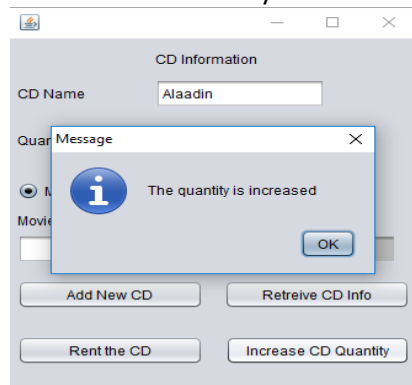 CD Information
CD Name Alaadin
Message
The quantity is increased
Movie
OK
Add New CD Retreive CD Info
Rent the CD Increase CD Quantity